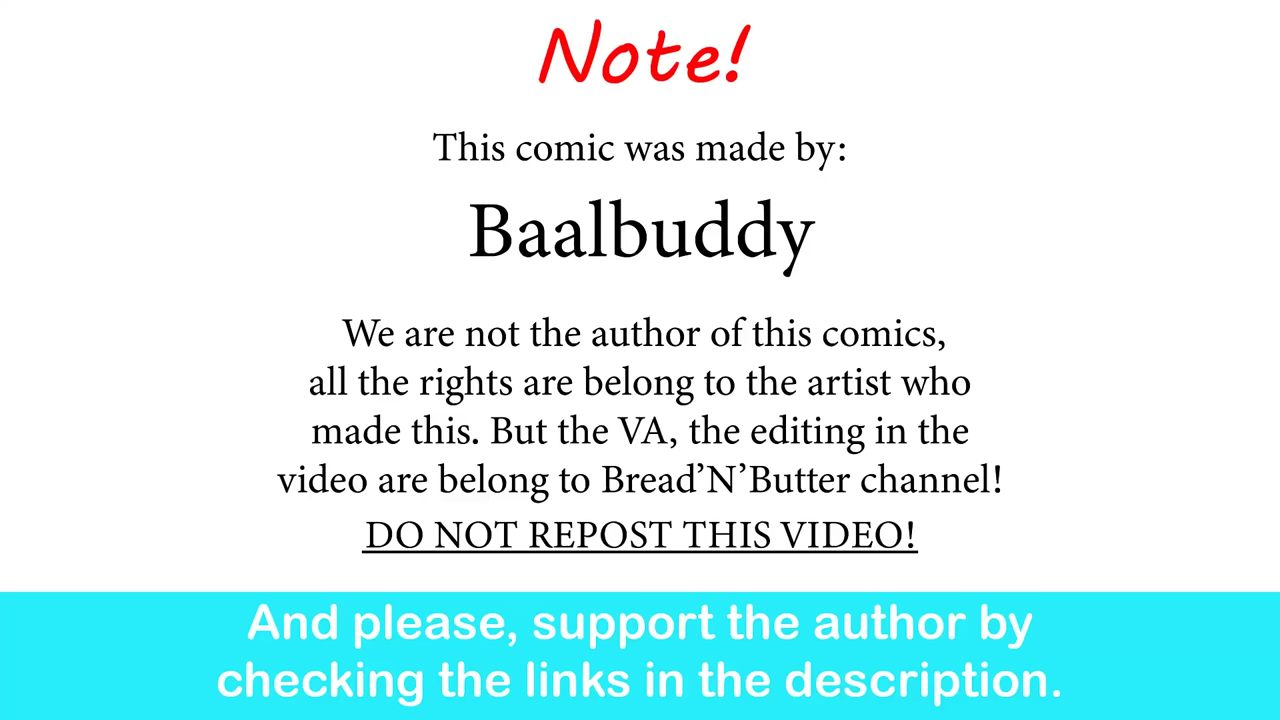 Note!
This comic was made by:
Baalbuddy
We are not the author of this comics,
all the rights are belong to the artist who
made this. But the VA, the editing in the
video are belong to Bread’N’Butter channel!
DO NOT REPOST THIS VIDEO!
And please, support the author by
checking the links in the description.